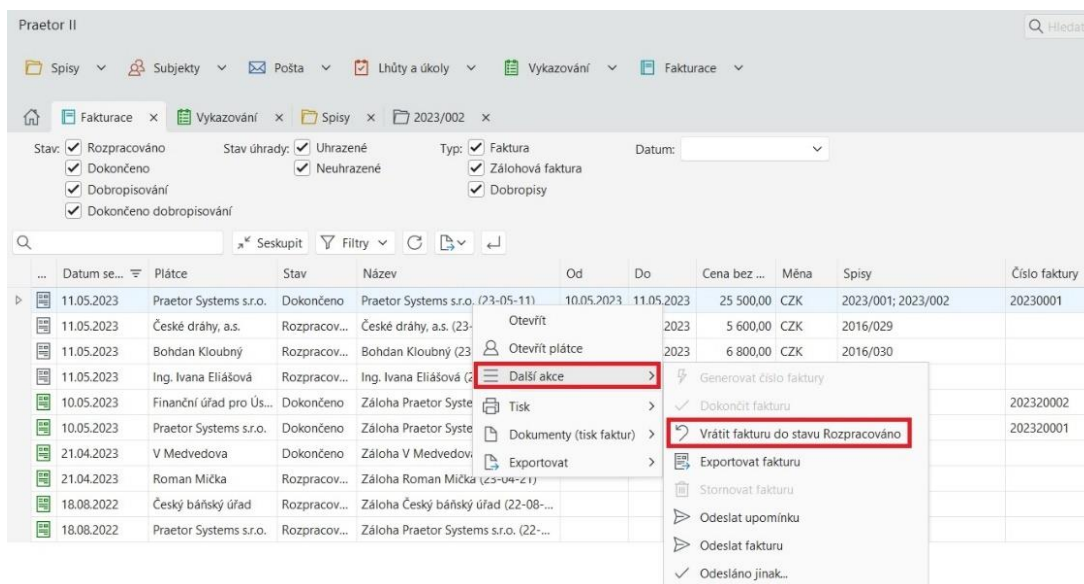 Praetor II
Hledat
Spisy Subjekty Pošta Lhůty a úkoly Vykazování Fakturace
Fakturace Vykazování Spisy 2023/002
Stav: Rozpracováno Stav úhrady: Uhrazené Typ: Faktura Datum:
Dokončeno Neuhrazené Zálohová faktura
Dobropisování Dobropisy
Dokončeno dobropisování
Seskupit Filtry
... Datum se... Plátce Stav Název Od Do Cena bez ... Měna Spisy Číslo faktury
11.05.2023 Praetor Systems s.r.o. Dokončeno Praetor Systems s.r.o. (23-05-11) 10.05.2023 11.05.2023 25 500,00 CZK 2023/001; 2023/002 20230001
11.05.2023 České dráhy, a.s. Rozpracov... České dráhy, a.s. (23- Otevřít 2023 5 600,00 CZK 2016/029
11.05.2023 Bohdan Kloubný Rozpracov... Bohdan Kloubný (23 Otevřít plátce 2023 6 800,00 CZK 2016/030
11.05.2023 Ing. Ivana Eliášová Rozpracov... Ing. Ivana Eliášová (2 Další akce Generovat číslo faktury
10.05.2023 Finanční úřad pro Ús... Dokončeno Záloha Praetor Syste Tisk Dokončit fakturu 202320002
10.05.2023 Praetor Systems s.r.o. Dokončeno Záloha Praetor Syste Dokumenty (tisk faktur) Vrátit fakturu do stavu Rozpracováno 202320001
21.04.2023 V Medvedova Dokončeno Záloha V Medvedov Exportovat Exportovat fakturu
21.04.2023 Roman Mička Rozpracov... Záloha Roman Mička (23-04-21) Stornovat fakturu
18.08.2022 Český báňský úřad Rozpracov... Záloha Český báňský úřad (22-08-... Odeslat upomínku
18.08.2022 Praetor Systems s.r.o. Rozpracov... Záloha Praetor Systems s.r.o. (22-... Odeslat fakturu
Odesláno jinak...